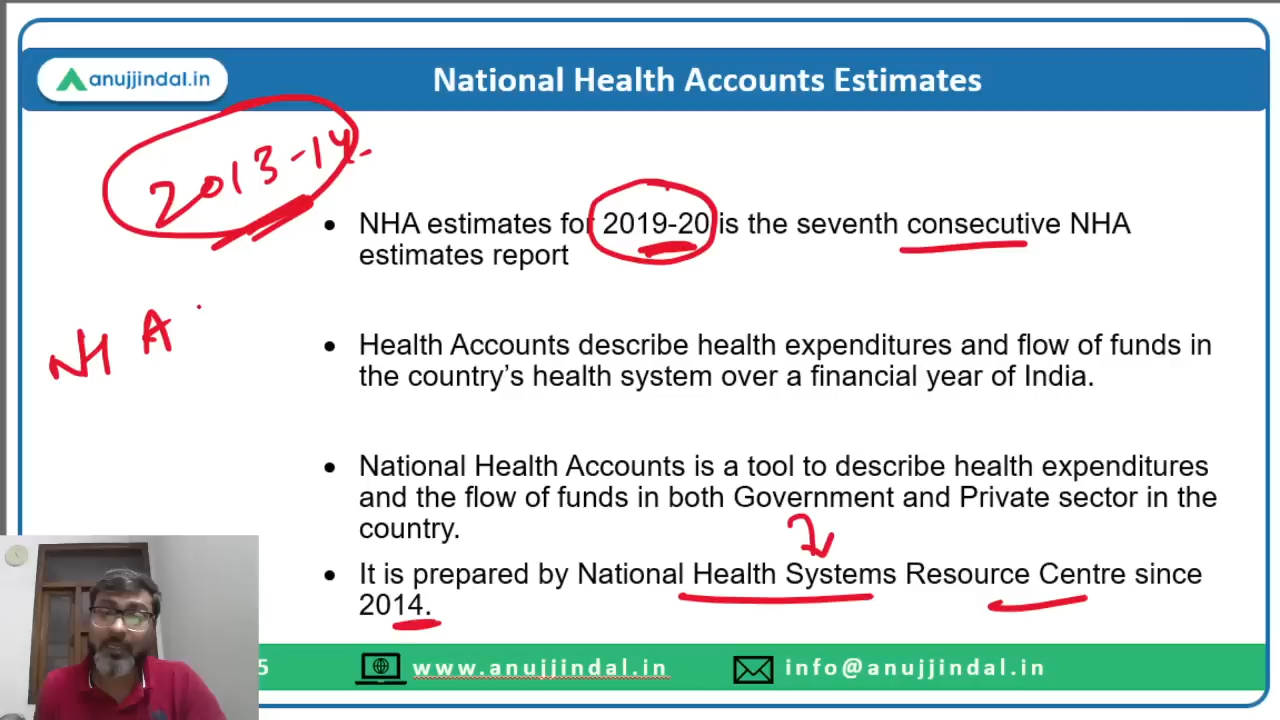 anujjindal.in
National Health Accounts Estimates
2013-14
• NHA estimates for 2019-20 is the seventh consecutive NHA
estimates report
NHA
• Health Accounts describe health expenditures and flow of funds in
the country’s health system over a financial year of India.
• National Health Accounts is a tool to describe health expenditures
and the flow of funds in both Government and Private sector in the
country.
• It is prepared by National Health Systems Resource Centre since
2014.
5
www.anujjindal.in
info@anujjindal.in